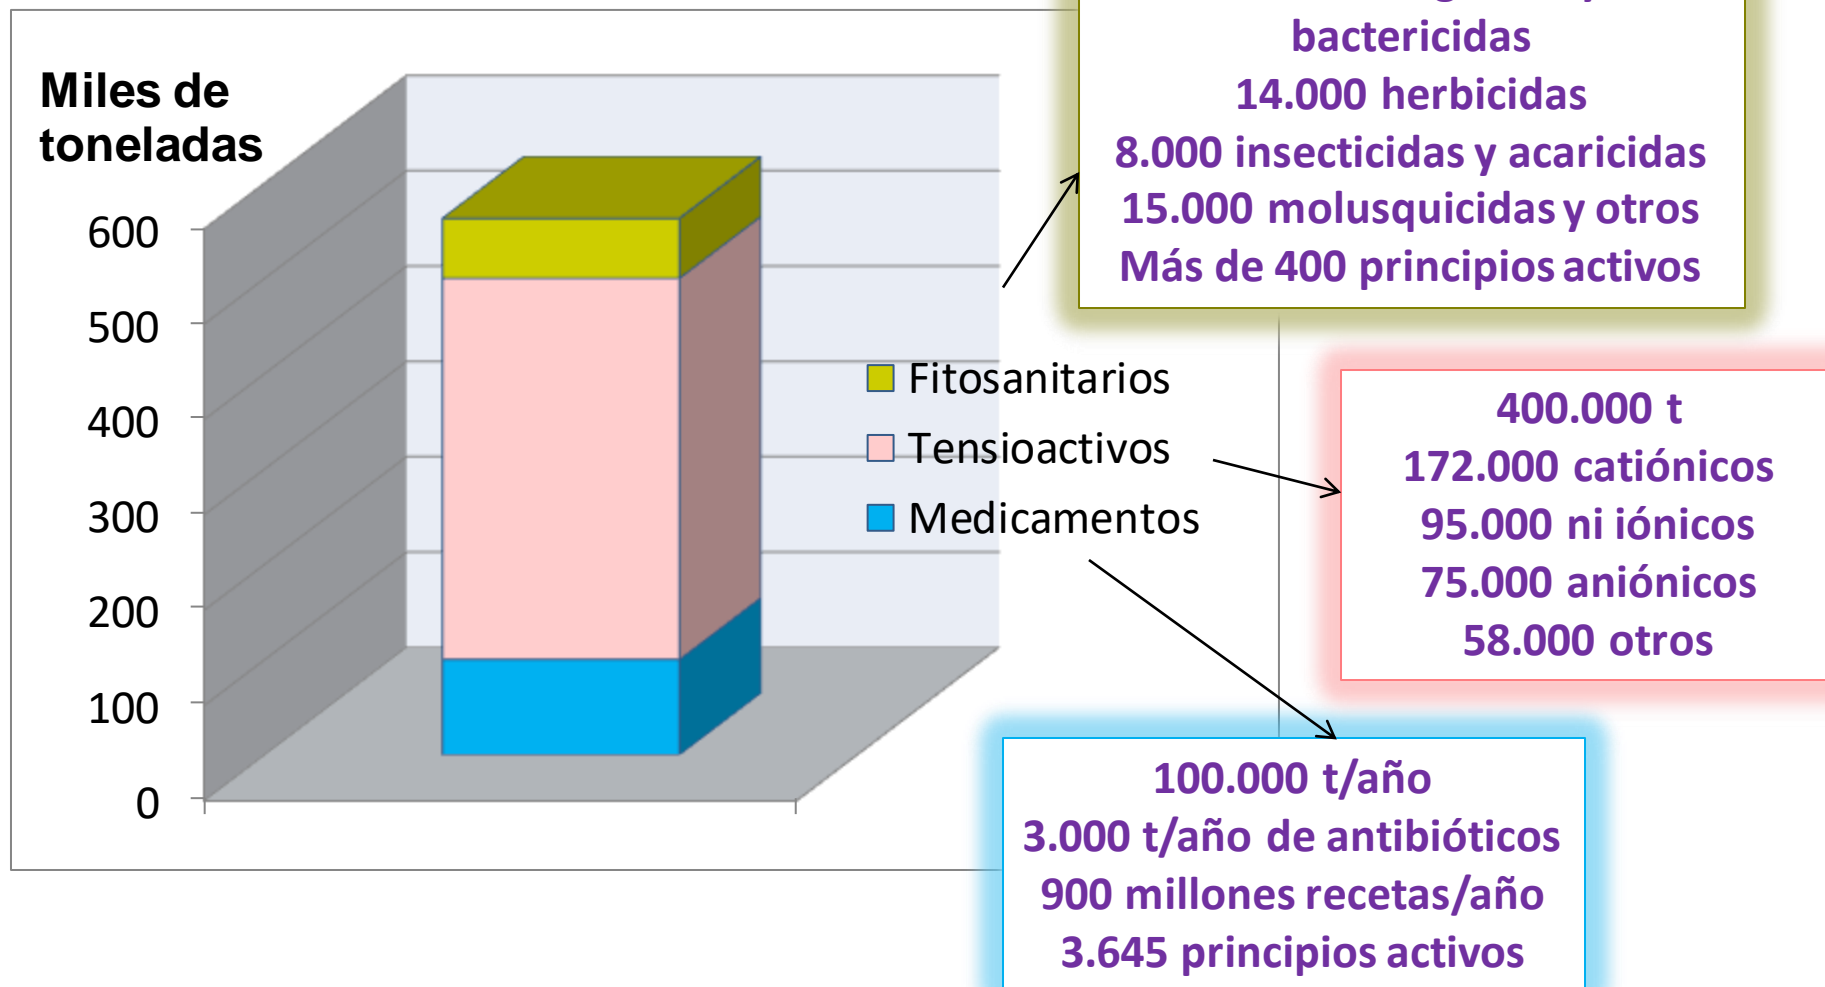 Miles de
toneladas
600
500
400
300
200
100
0
Fitosanitarios
Tensioactivos
Medicamentos
bactericidas
14.000 herbicidas
8.000 insecticidas y acaricidas
15.000 molusquicidas y otros
Más de 400 principios activos
400.000 t
172.000 catiónicos
95.000 ni iónicos
75.000 aniónicos
58.000 otros
100.000 t/año
3.000 t/año de antibióticos
900 millones recetas/año
3.645 principios activos